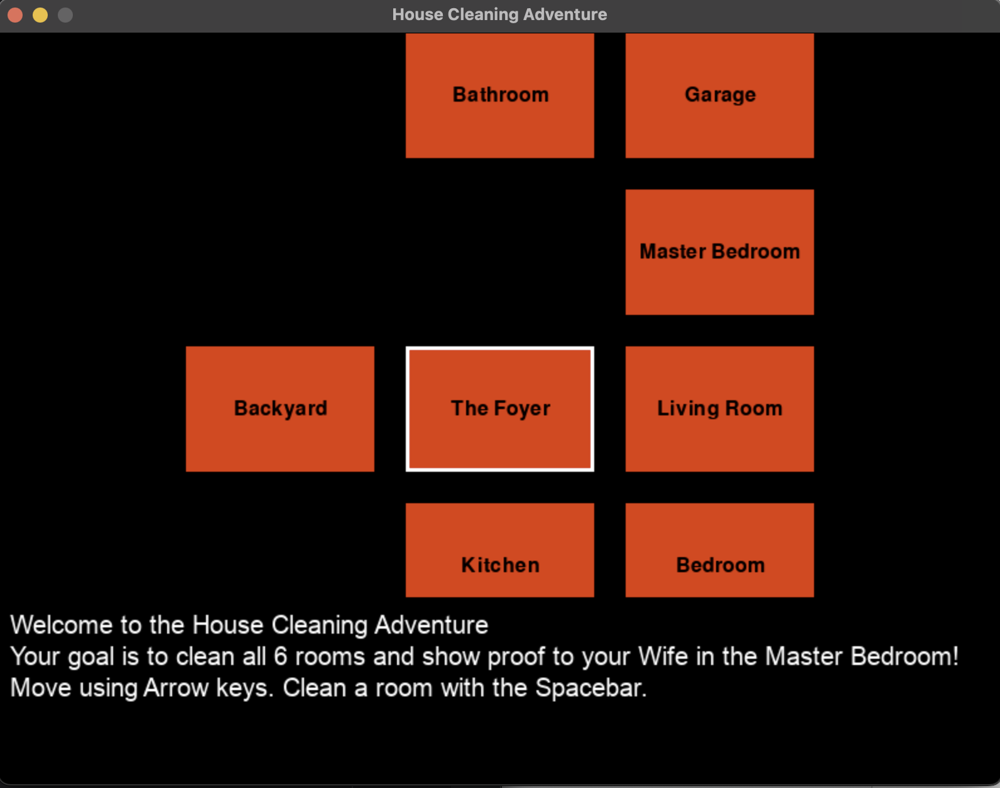 House Cleaning Adventure
Bathroom
Garage
Master Bedroom
Backyard
The Foyer
Living Room
Kitchen
Bedroom
Welcome to the House Cleaning Adventure
Your goal is to clean all 6 rooms and show proof to your Wife in the Master Bedroom!
Move using Arrow keys. Clean a room with the Spacebar.